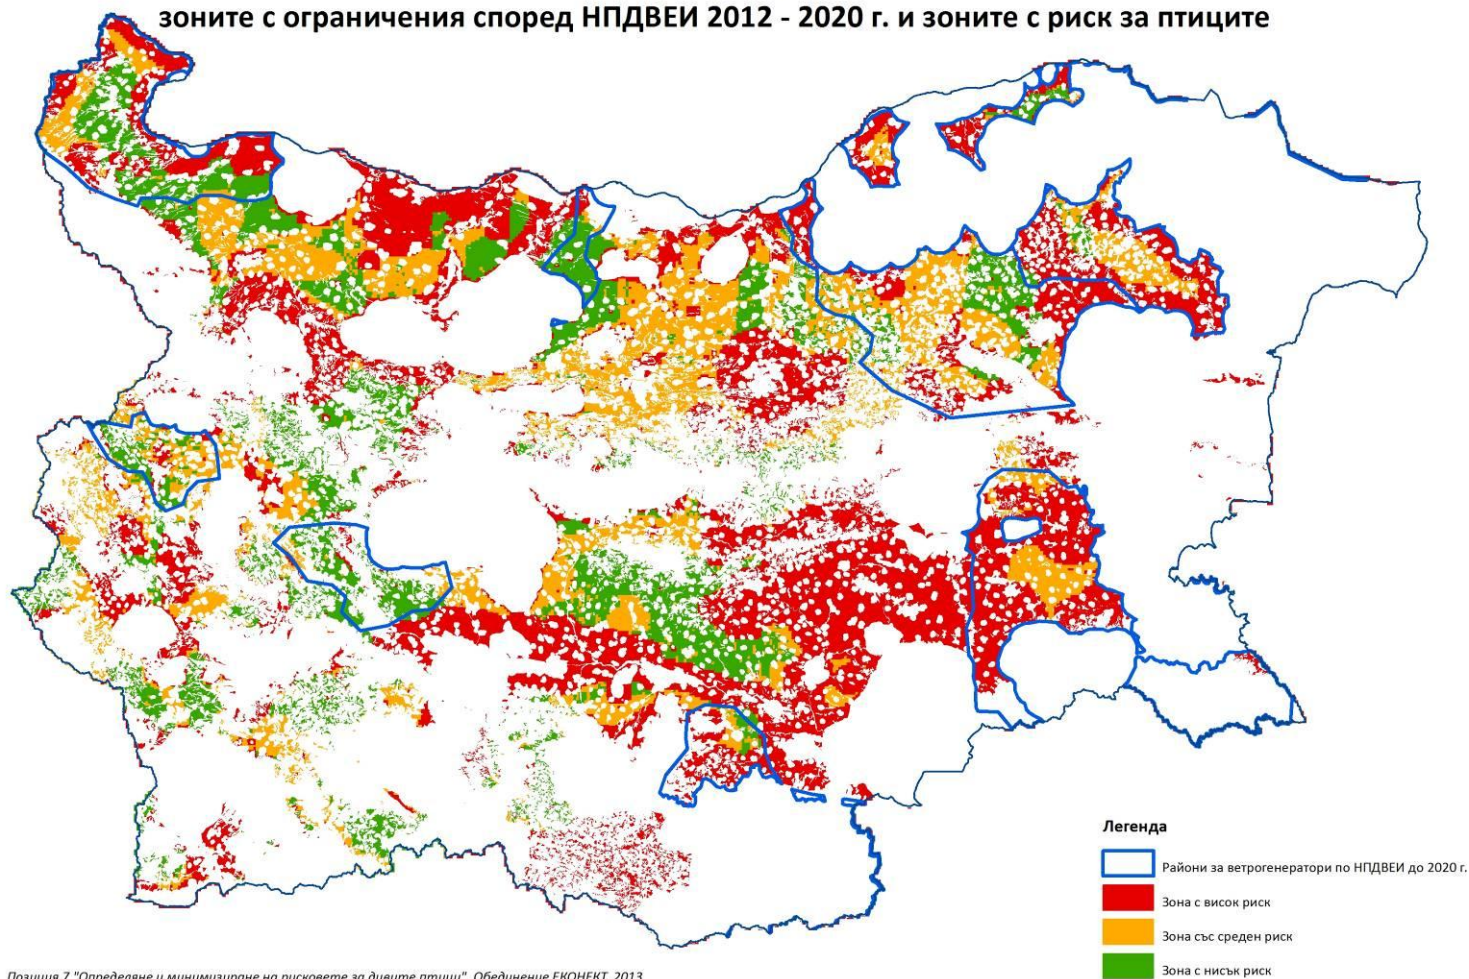 зоните с ограничения според НПДВЕИ 2012 - 2020 г. и зоните с риск за птиците
Легенда
Райони за ветрогенератори по НПДВЕИ до 2020 г.
Зона с висок риск
Зона със среден риск
Зона с нисък риск
Позиция 7 "Определяне и минимизиране на рисковете за дивите птици", Обединение ЕКОНЕКТ, 2013